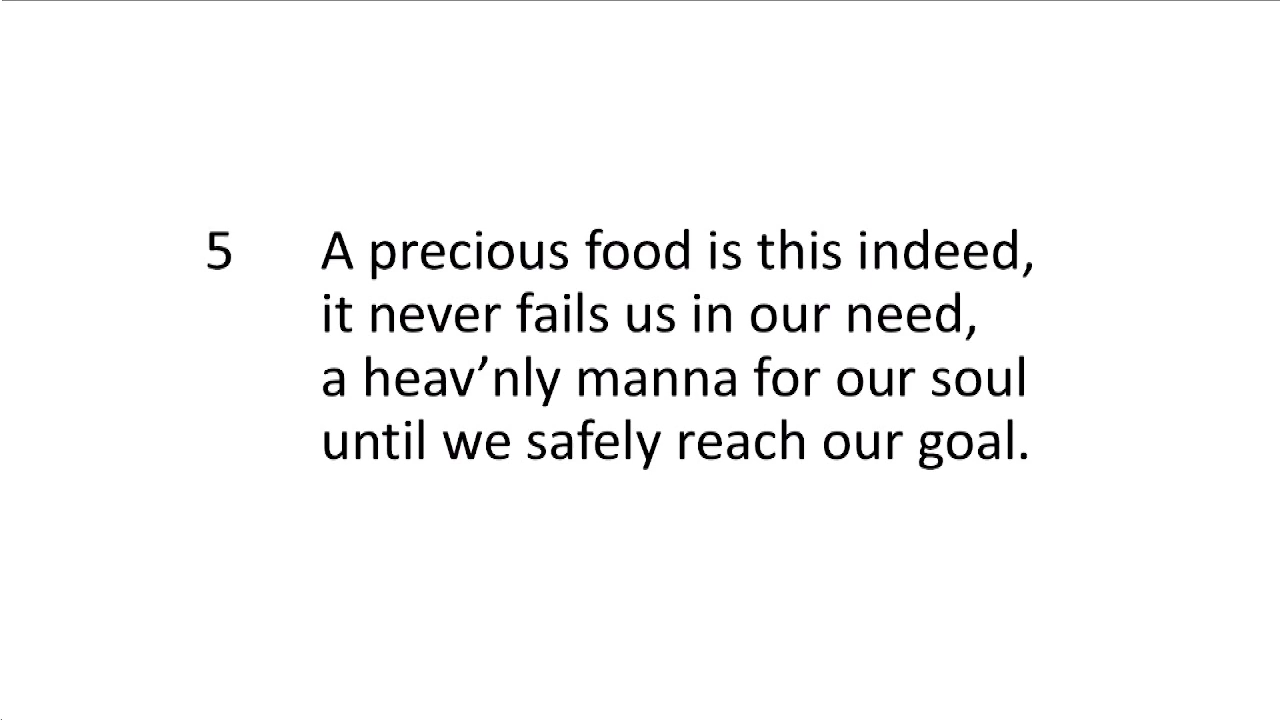 5 A precious food is this indeed,
it never fails us in our need,
a heav’nly manna for our soul
until we safely reach our goal.